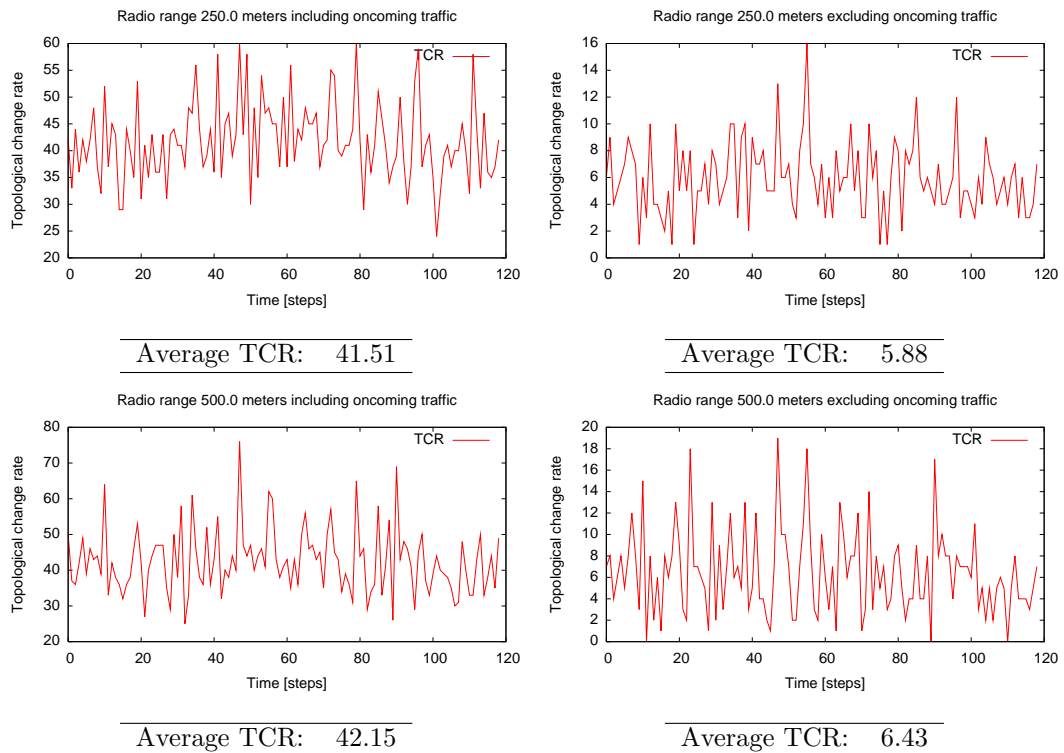 Radio range 250.0 meters including oncoming traffic
TCR
Topological change rate
60
55
50
45
40
35
30
25
20
0 20 40 60 80 100 120
Time [steps]
Average TCR: 41.51
Radio range 250.0 meters excluding oncoming traffic
TCR
Topological change rate
16
14
12
10
8
6
4
2
0
0 20 40 60 80 100 120
Time [steps]
Average TCR: 5.88
Radio range 500.0 meters including oncoming traffic
TCR
Topological change rate
80
70
60
50
40
30
20
0 20 40 60 80 100 120
Time [steps]
Average TCR: 42.15
Radio range 500.0 meters excluding oncoming traffic
TCR
Topological change rate
20
18
16
14
12
10
8
6
4
2
0
0 20 40 60 80 100 120
Time [steps]
Average TCR: 6.43